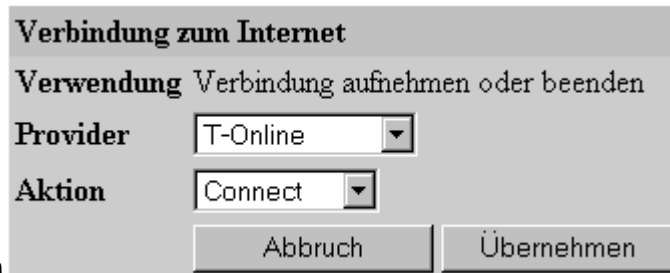 Verbindung zum Internet
Verwendung Verbindung aufnehmen oder beenden
Provider T-Online
Aktion Connect
Abbruch Übernehmen